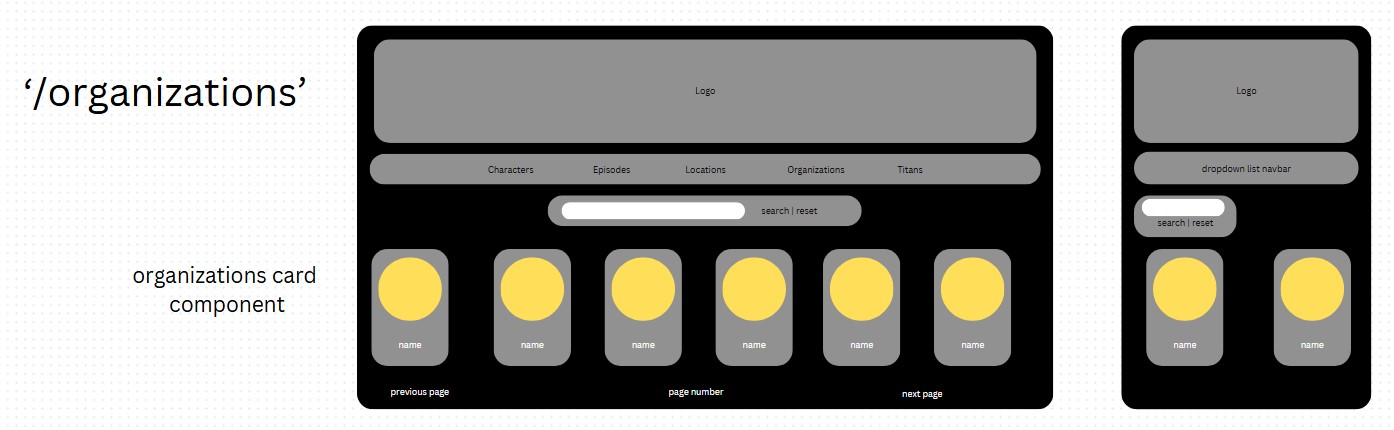 ‘/organizations’
organizations card
component
Logo
Characters Episodes Locations Organizations Titans
search | reset
name name name name name name
previous page page number next page
Logo
dropdown list navbar
search | reset
name name